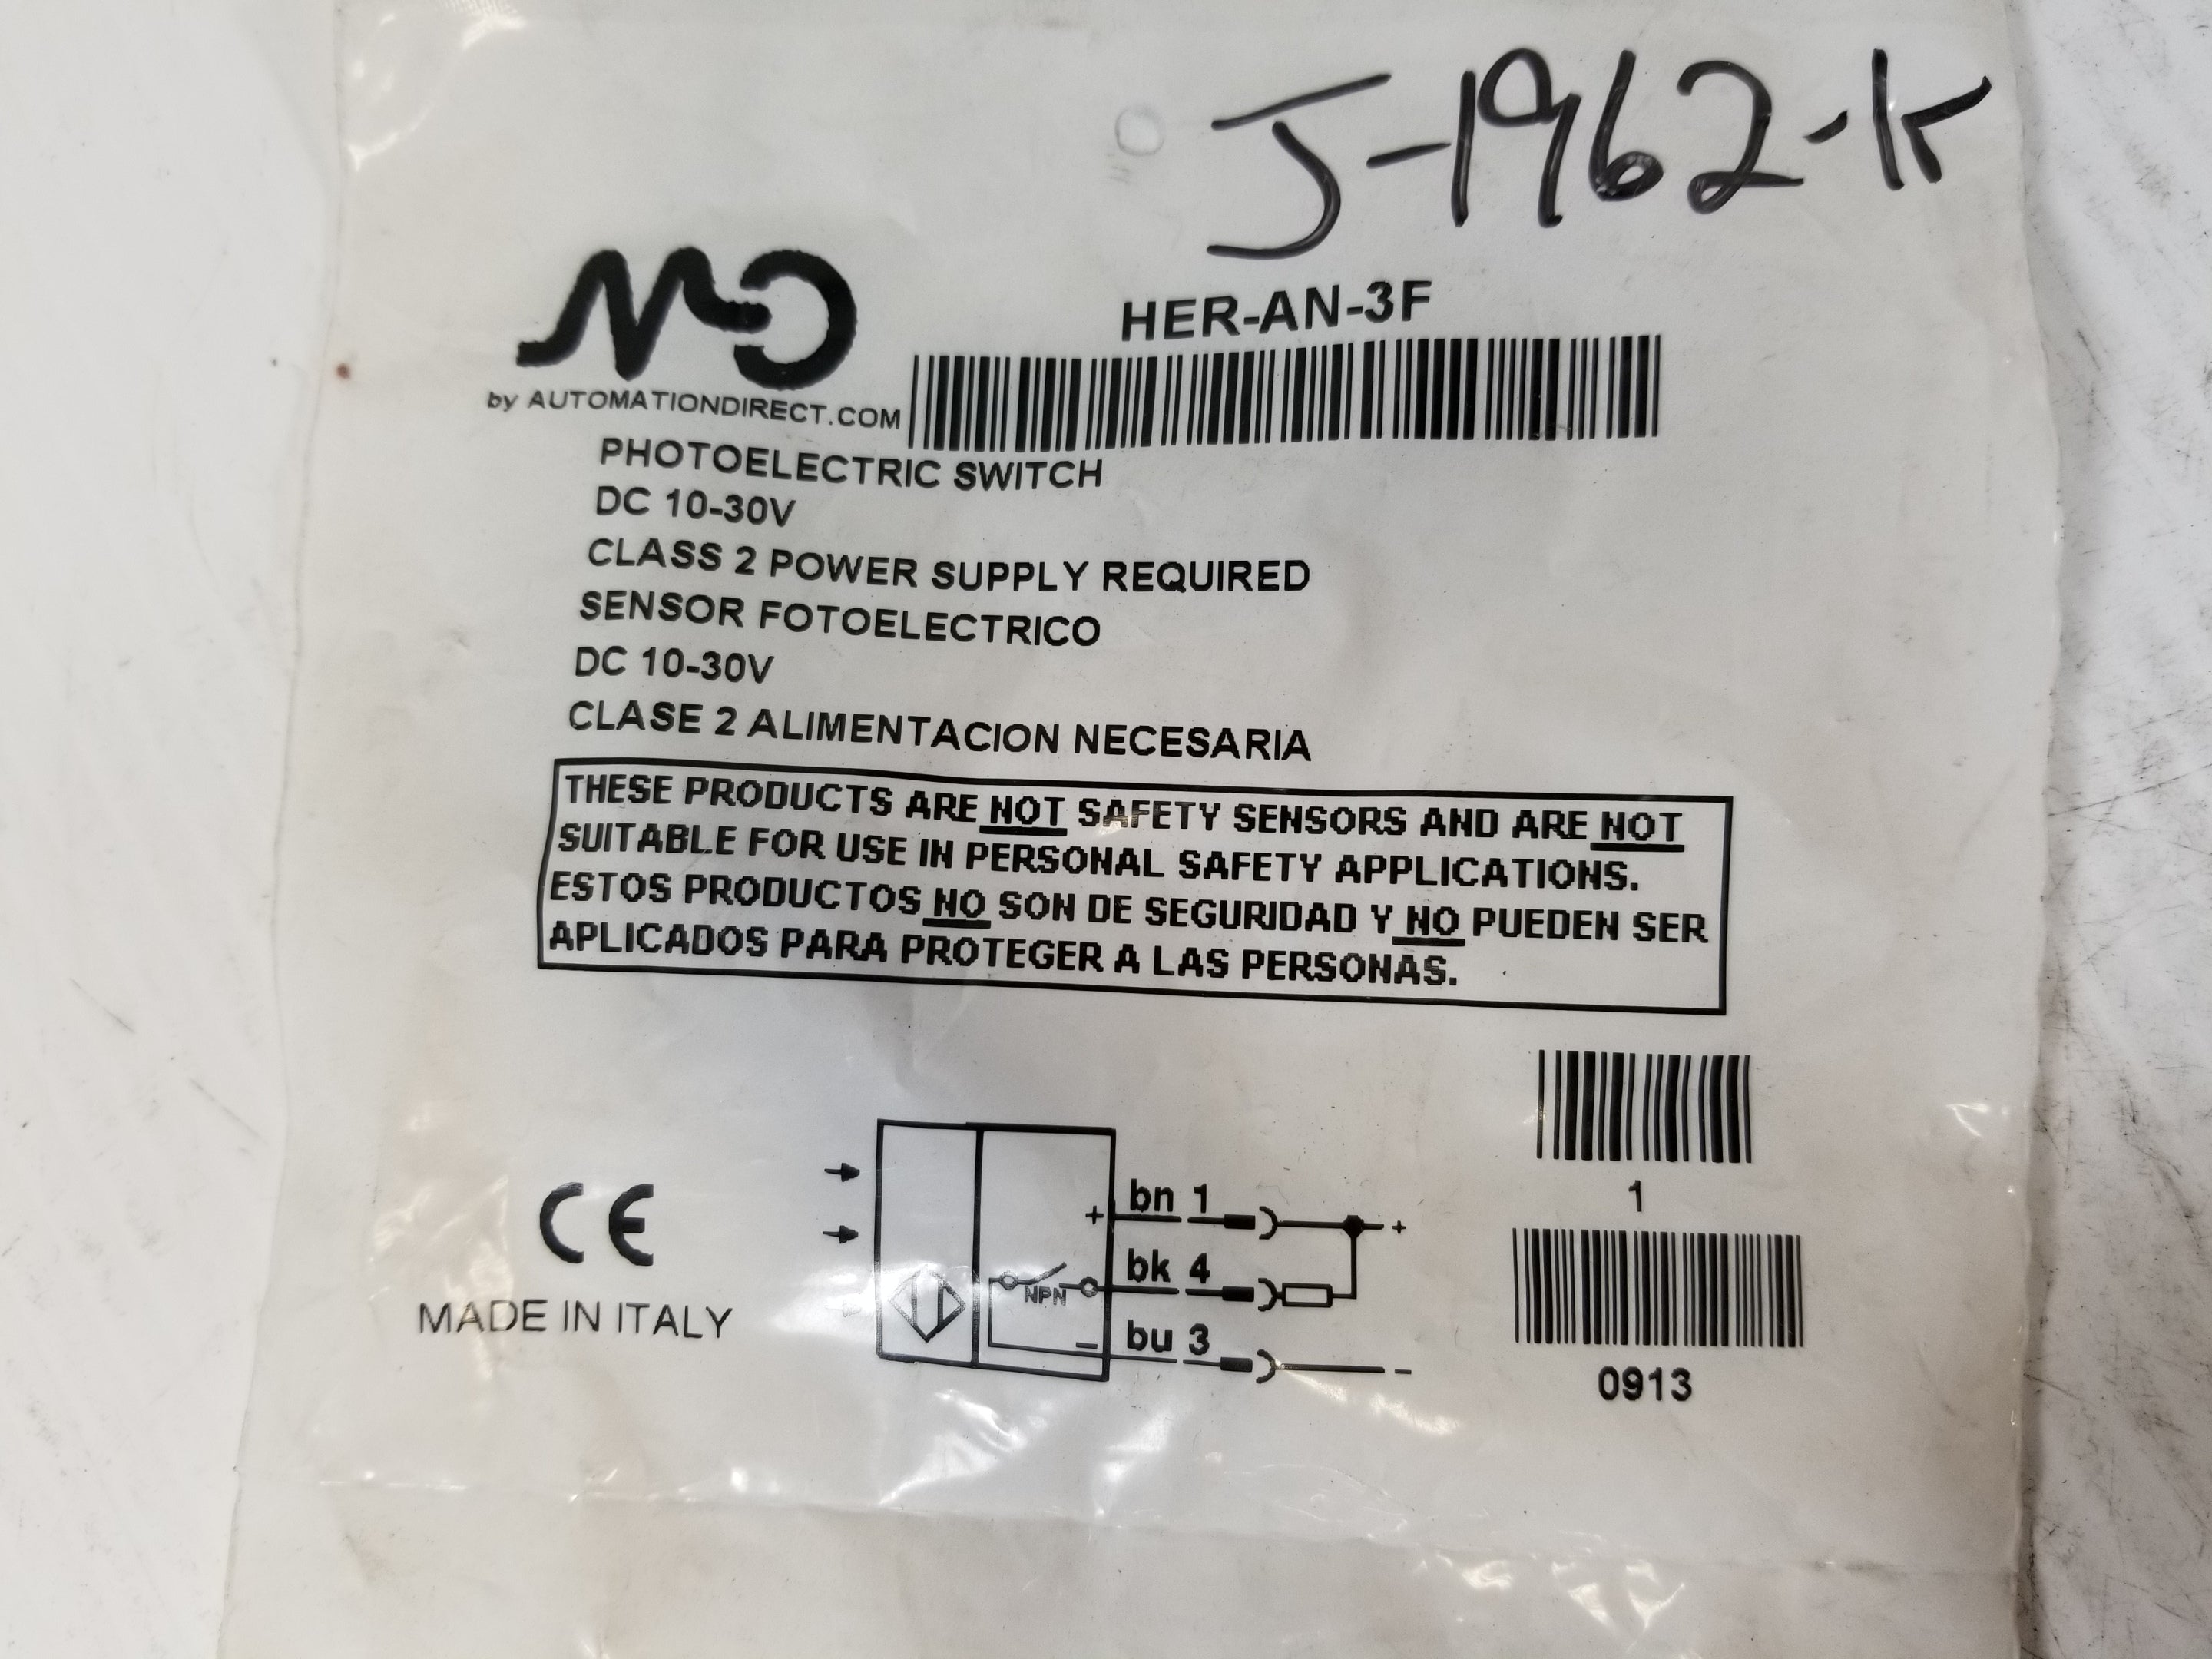 J-1962-K
HER-AN-3F
by AUTOMATIONDIRECT.COM
PHOTOELECTRIC SWITCH
DC 10-30V
CLASS 2 POWER SUPPLY REQUIRED
SENSOR FOTOELECTRICO
DC 10-30V
CLASE 2 ALIMENTACION NECESARIA
THESE PRODUCTS ARE NOT SAFETY SENSORS AND ARE NOT
SUITABLE FOR USE IN PERSONAL SAFETY APPLICATIONS.
ESTOS PRODUCTOS NO SON DE SEGURIDAD Y NO PUEDEN SER
APLICADOS PARA PROTEGER A LAS PERSONAS.
1
0913
CE
MADE IN ITALY
+ bn 1 +
NPN bk 4
- bu 3 -